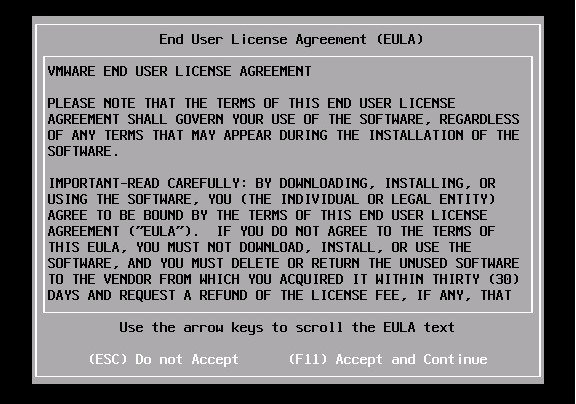 End User License Agreement (EULA)
VMWARE END USER LICENSE AGREEMENT
PLEASE NOTE THAT THE TERMS OF THIS END USER LICENSE
AGREEMENT SHALL GOVERN YOUR USE OF THE SOFTWARE, REGARDLESS
OF ANY TERMS THAT MAY APPEAR DURING THE INSTALLATION OF THE
SOFTWARE.
IMPORTANT-READ CAREFULLY: BY DOWNLOADING, INSTALLING, OR
USING THE SOFTWARE, YOU (THE INDIVIDUAL OR LEGAL ENTITY)
AGREE TO BE BOUND BY THE TERMS OF THIS END USER LICENSE
AGREEMENT ("EULA").  IF YOU DO NOT AGREE TO THE TERMS OF
THIS EULA, YOU MUST NOT DOWNLOAD, INSTALL, OR USE THE
SOFTWARE, AND YOU MUST DELETE OR RETURN THE UNUSED SOFTWARE
TO THE VENDOR FROM WHICH YOU ACQUIRED IT WITHIN THIRTY (30)
DAYS AND REQUEST A REFUND OF THE LICENSE FEE, IF ANY, THAT
Use the arrow keys to scroll the EULA text
(ESC) Do not Accept      (F11) Accept and Continue